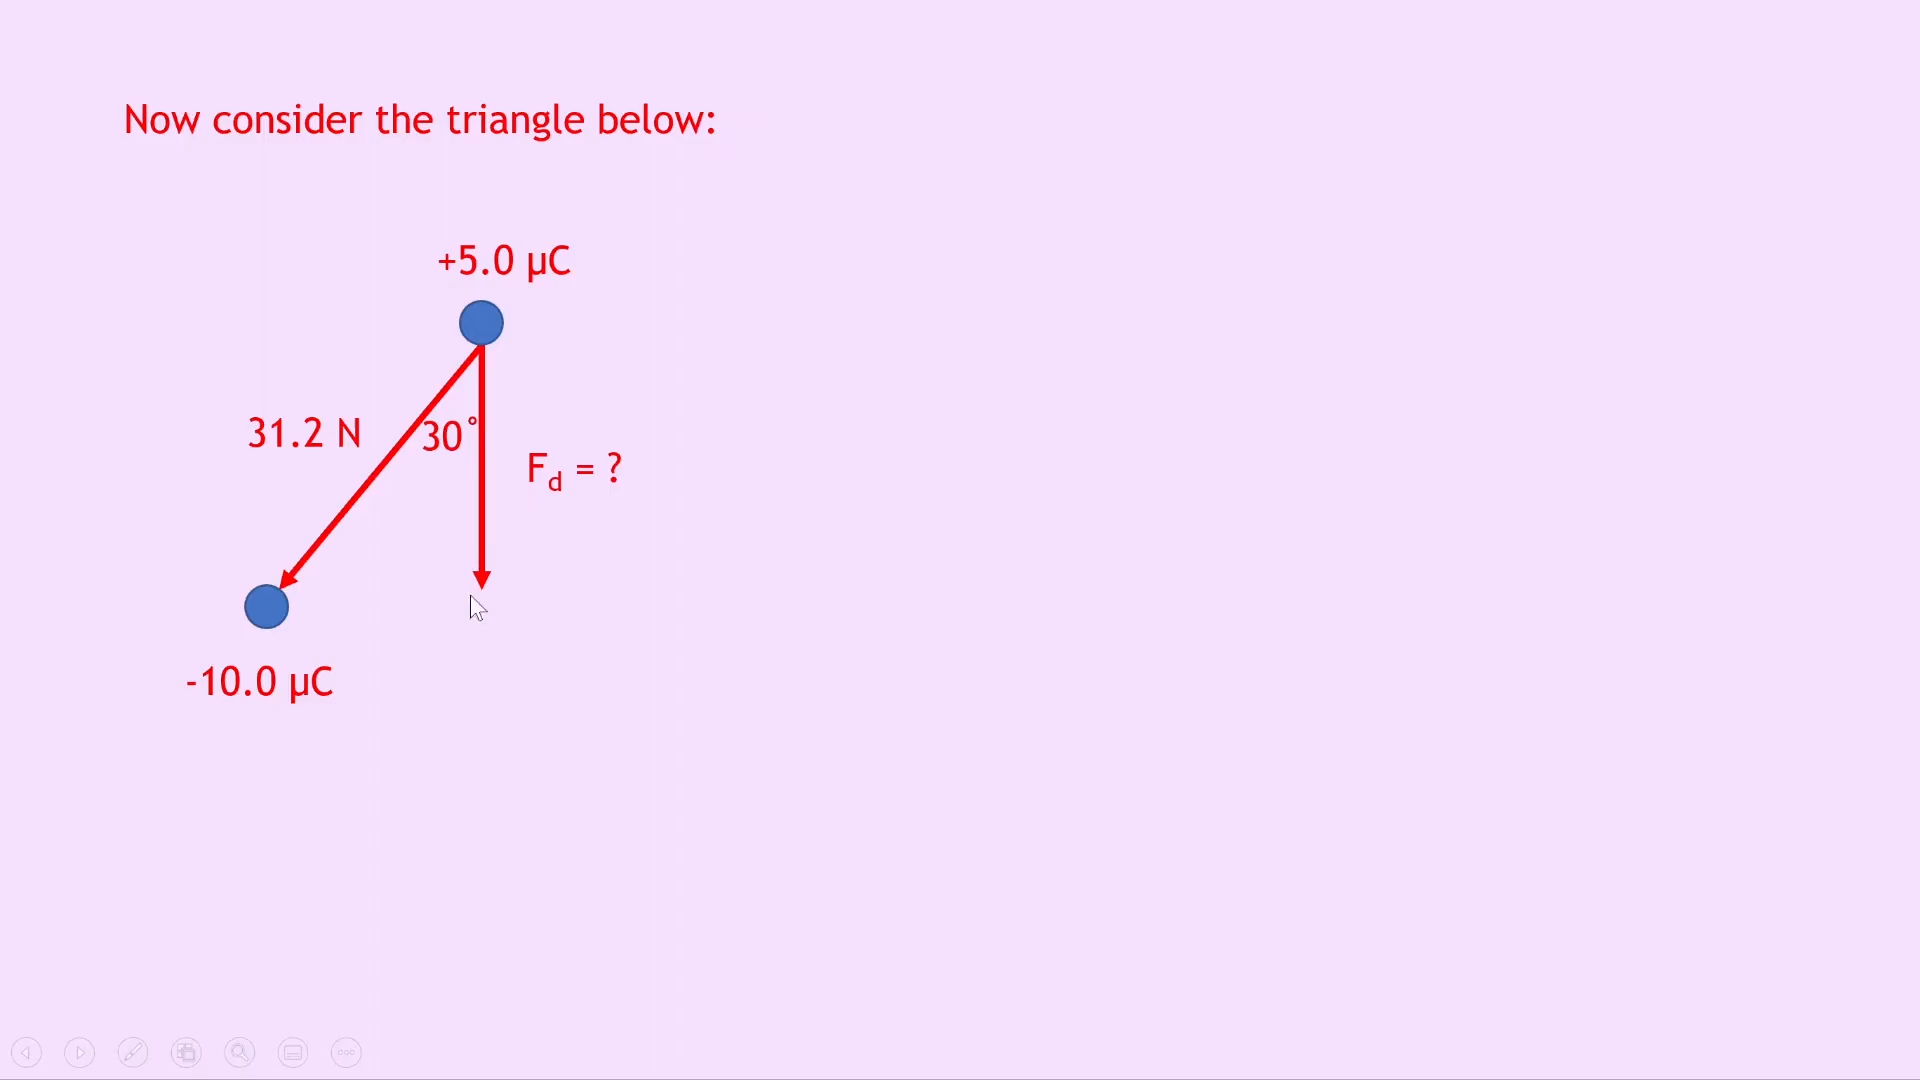 Now consider the triangle below:
+5.0 µC
31.2 N
30°
F_d = ?
-10.0 µC